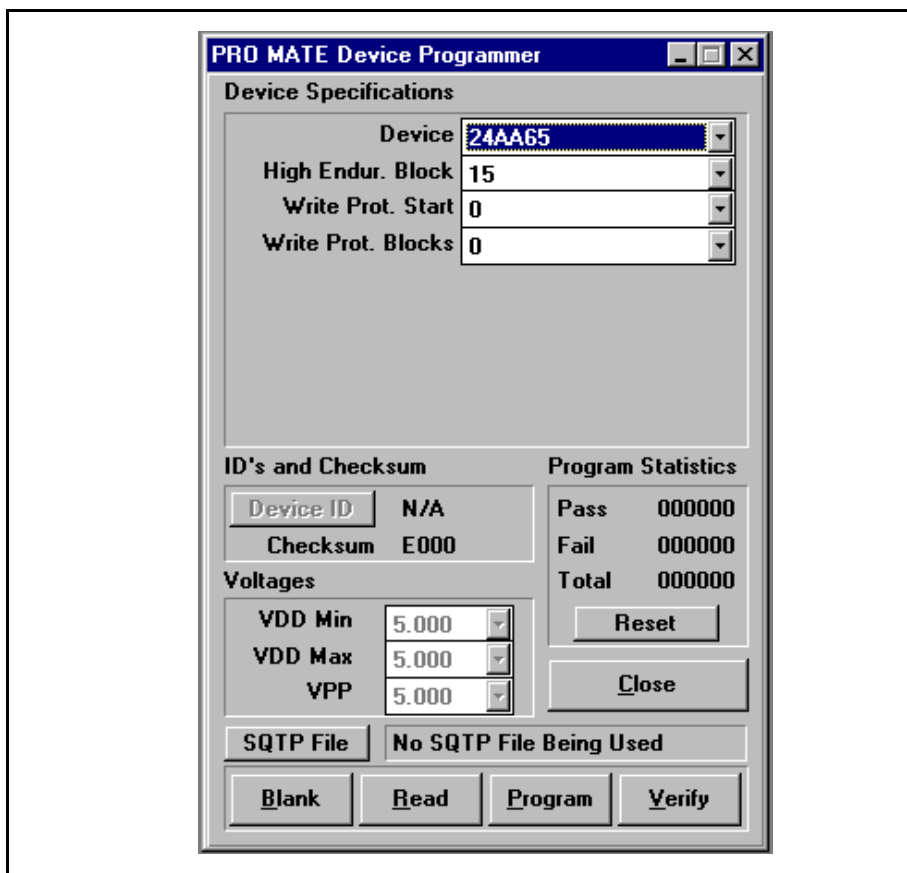 PRO MATE Device Programmer
Device Specifications
Device 24AA65
High Endur. Block 15
Write Prot. Start 0
Write Prot. Blocks 0
ID's and Checksum
Device ID N/A
Checksum E000
Program Statistics
Pass 000000
Fail 000000
Total 000000
Reset
Voltages
VDD Min 5.000
VDD Max 5.000
VPP 5.000
Close
SQTP File No SQTP File Being Used
Blank Read Program Verify